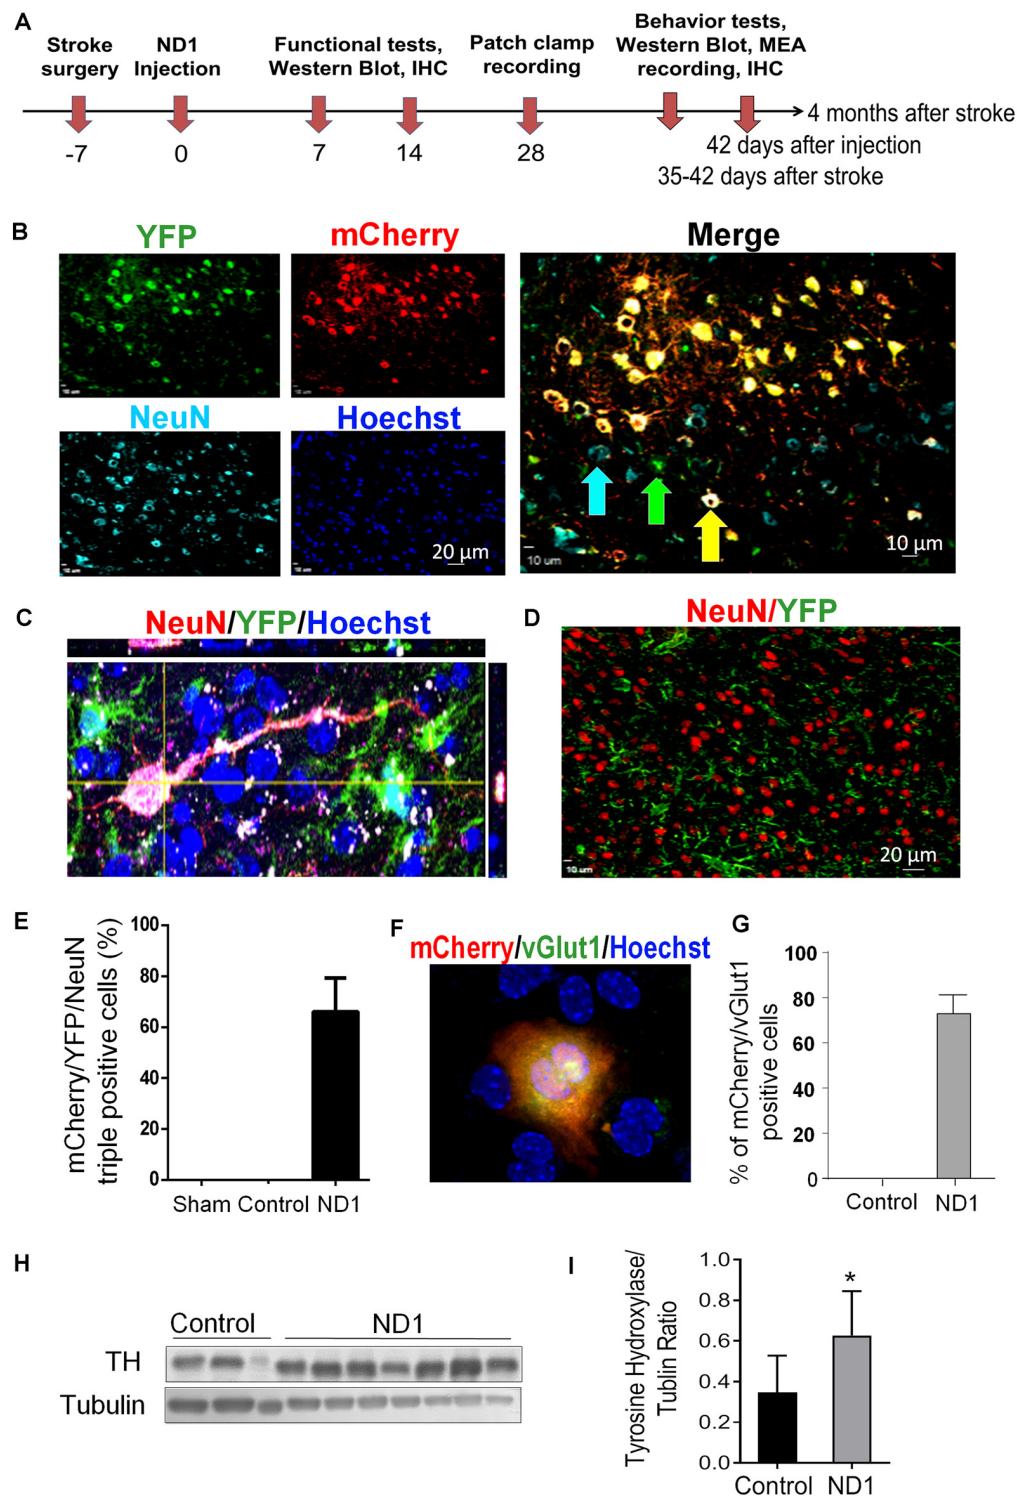 A
Stroke surgery
ND1 Injection
Functional tests, Western Blot, IHC
Patch clamp recording
Behavior tests, Western Blot, MEA recording, IHC
4 months after stroke
-7
0
7
14
28
42 days after injection
35-42 days after stroke
B
YFP
mCherry
Merge
NeuN
Hoechst
20 µm
10 µm
10 um
C
NeuN/YFP/Hoechst
D
NeuN/YFP
20 µm
10 um
E
mCherry/YFP/NeuN
triple positive cells (%)
100
80
60
40
20
0
Sham Control ND1
F
mCherry/vGlut1/Hoechst
G
% of mCherry/vGlut1
positive cells
100
80
60
40
20
0
Control ND1
H
Control ND1
TH
Tubulin
I
Tyrosine Hydroxylase/
Tublin Ratio
1.0
0.8
0.6
0.4
0.2
0.0
*
Control ND1